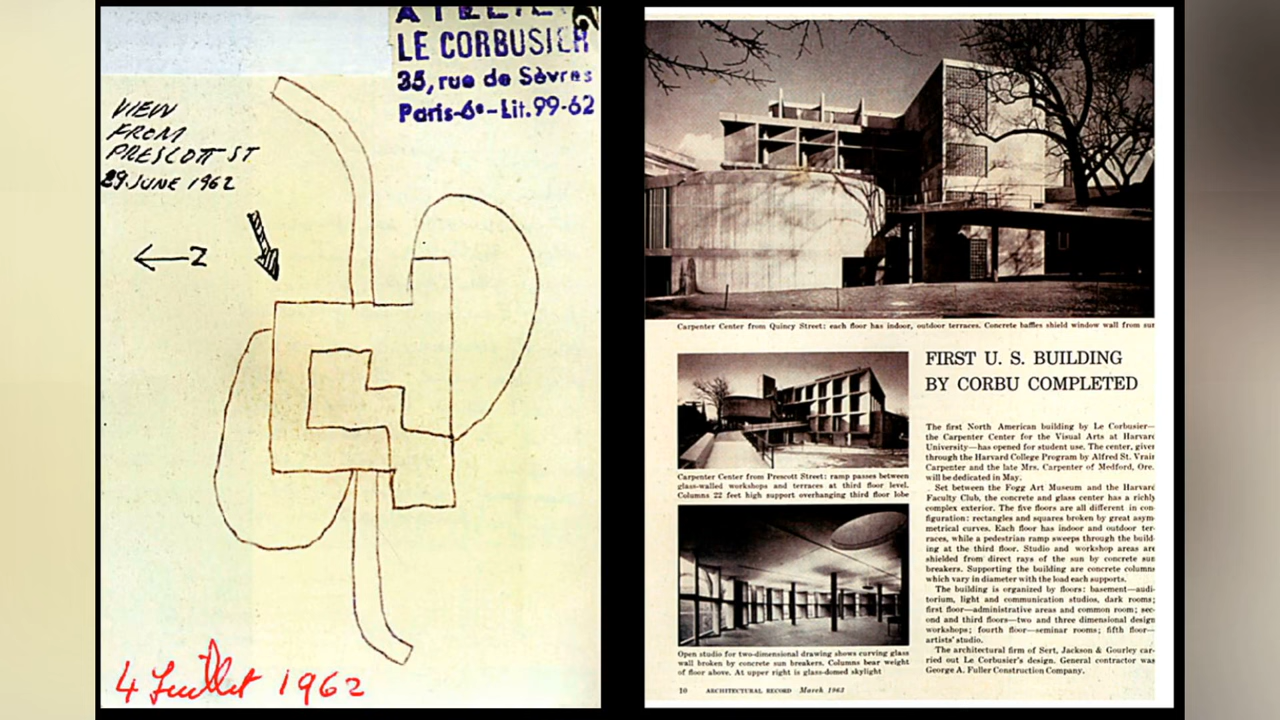 ATELIER
LE CORBUSIER
35, rue de Sèvres
Paris-6e-Lit. 99-62
VIEW
FROM
PRESCOTT ST
29 JUNE 1962
Z
4 Juillet 1962
Carpenter Center from Quincy Street: each floor has indoor, outdoor terraces. Concrete baffles shield window wall from sun
FIRST U. S. BUILDING
BY CORBU COMPLETED
The first North American building by Le Corbusier—
the Carpenter Center for the Visual Arts at Harvard
University—has opened for student use. The center, given
through the Harvard College Program by Alfred St. Vrain
Carpenter and the late Mrs. Carpenter of Medford, Ore.
will be dedicated in May.
Set between the Fogg Art Museum and the Harvard
Faculty Club, the concrete and glass center has a richly
complex exterior. The five floors are all different in con-
figuration: rectangles and squares broken by great asym-
metrical curves. Each floor has indoor and outdoor ter-
races, while a pedestrian ramp sweeps through the build-
ing at the third floor. Studio and workshop areas are
shielded from direct rays of the sun by concrete sun
breakers. Supporting the building are concrete columns
which vary in diameter with the load each supports.
The building is organized by floors: basement—audi-
torium, light and communication studios, dark rooms;
first floor—administrative areas and common room; sec-
ond and third floors—two and three dimensional design
workshops; fourth floor—seminar rooms; fifth floor—
artists' studio.
The architectural firm of Sert, Jackson & Gourley car-
ried out Le Corbusier's design. General contractor was
George A. Fuller Construction Company.
Carpenter Center from Prescott Street: ramp passes between
glass-walled workshops and terraces at third floor level.
Columns 22 feet high support overhanging third floor lobe
Open studio for two-dimensional drawing shows curving glass
wall broken by concrete sun breakers. Columns bear weight
of floor above. At upper right is glass-domed skylight
10 ARCHITECTURAL RECORD March 1963